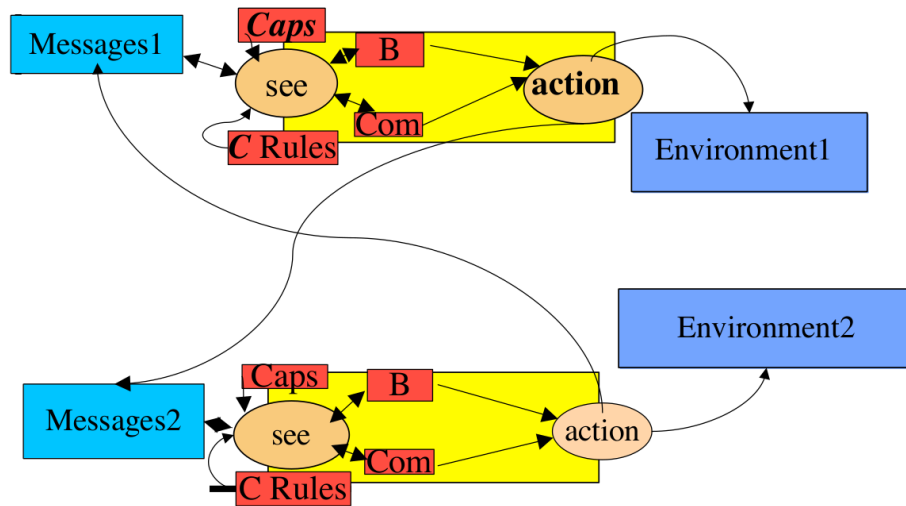 Caps
Messages1
B
see
action
Com
C Rules
Environment1
Environment2
Caps
B
Messages2
see
action
Com
C Rules